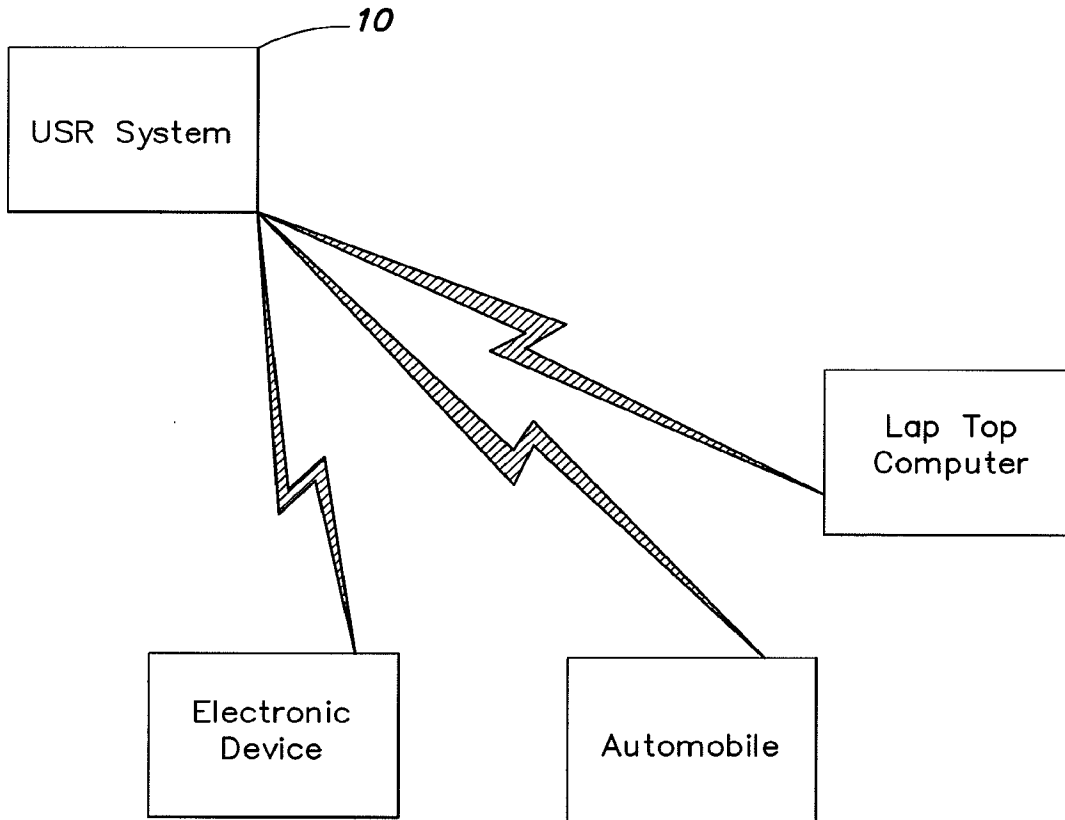 10
USR System
Lap Top
Computer
Electronic
Device
Automobile